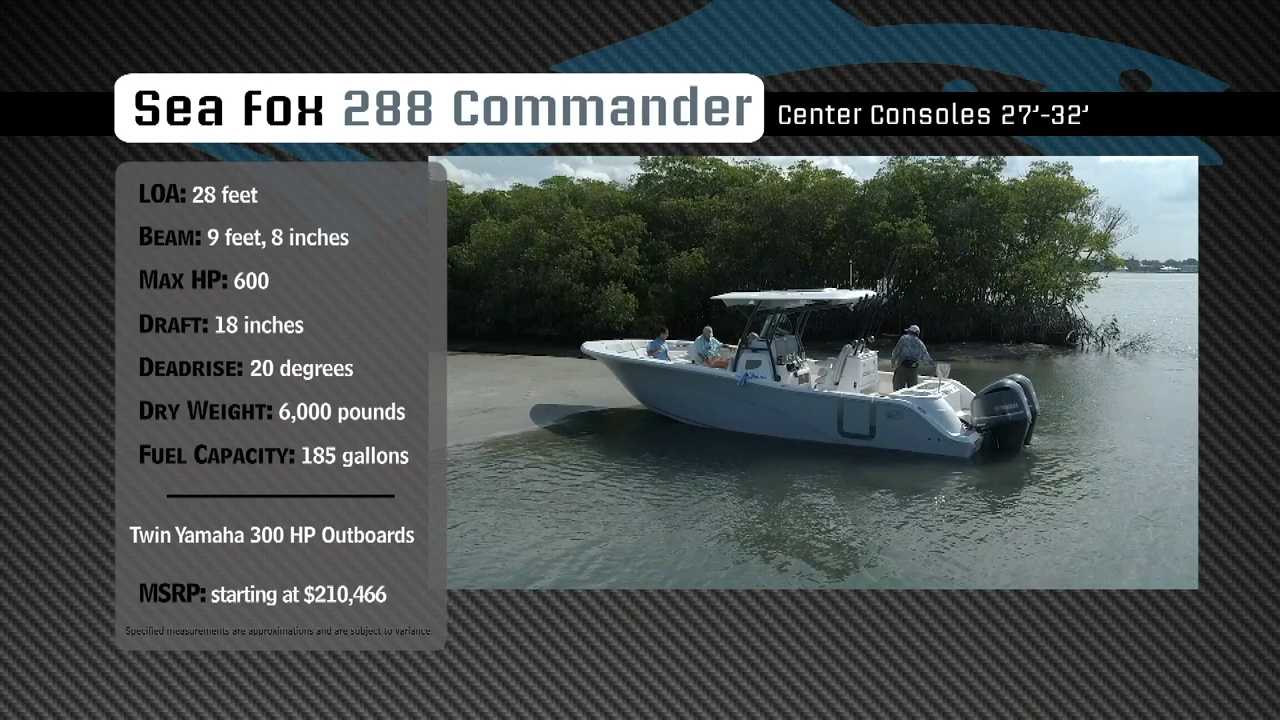 Sea Fox 288 Commander
Center Consoles 27'-32'
LOA: 28 feet
BEAM: 9 feet, 8 inches
MAX HP: 600
DRAFT: 18 inches
DEADRISE: 20 degrees
DRY WEIGHT: 6,000 pounds
FUEL CAPACITY: 185 gallons
Twin Yamaha 300 HP Outboards
MSRP: starting at $210,466
Specified measurements are approximations and are subject to variance.